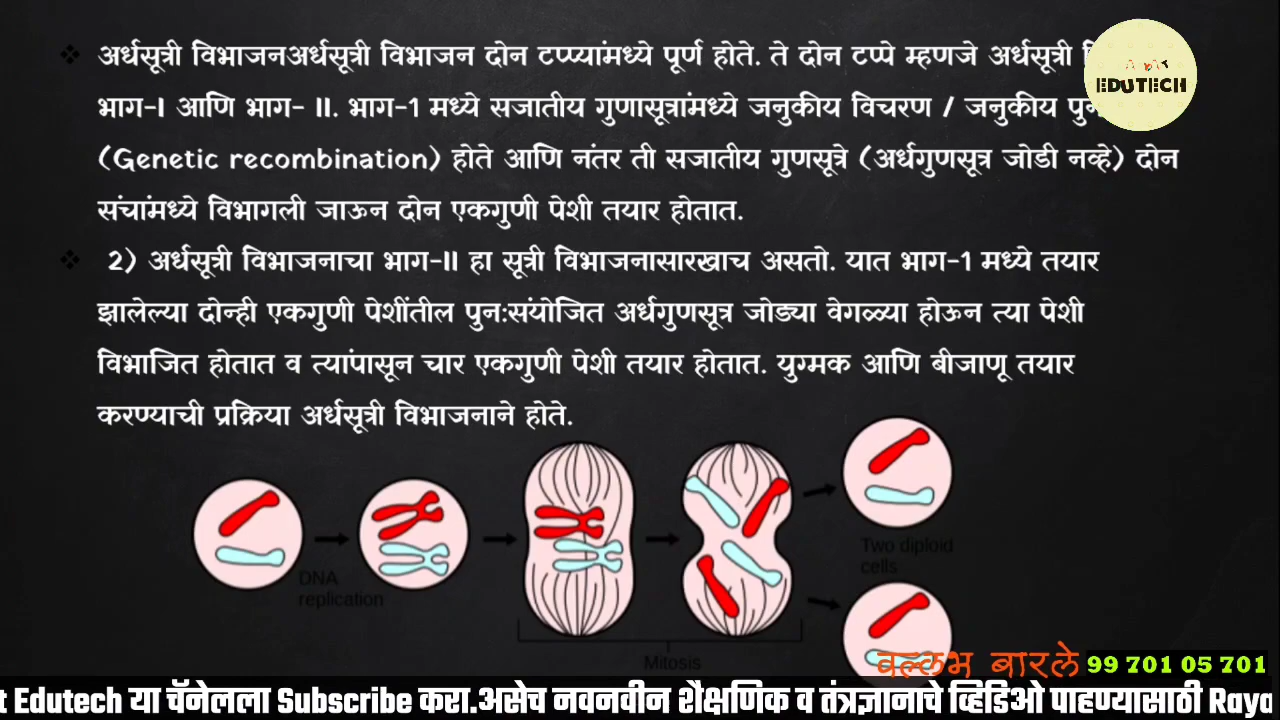 अर्धसूत्री विभाजनअर्धसूत्री विभाजन दोन टप्प्यांमध्ये पूर्ण होते. ते दोन टप्पे म्हणजे अर्धसूत्री
भाग-I आणि भाग- II. भाग-1 मध्ये सजातीय गुणासूत्रांमध्ये जनुकीय विचरण / जनुकीय
(Genetic recombination) होते आणि नंतर ती सजातीय गुणसूत्रे (अर्धगुणसूत्र जोडी नव्हे) दोन
संचांमध्ये विभागली जाऊन दोन एकगुणी पेशी तयार होतात.
2) अर्धसूत्री विभाजनाचा भाग-II हा सूत्री विभाजनासारखाच असतो. यात भाग-1 मध्ये तयार
झालेल्या दोन्ही एकगुणी पेशींतील पुन:संयोजित अर्धगुणसूत्र जोड्या वेगळ्या होऊन त्या पेशी
विभाजित होतात व त्यांपासून चार एकगुणी पेशी तयार होतात. युग्मक आणि बीजाणू तयार
करण्याची प्रक्रिया अर्धसूत्री विभाजनाने होते.
EDUTECH
DNA
replication
Mitosis
Two diploid
cells
वल्लभ बारले 99 701 05 701
t Edutech या चॅनेलला Subscribe करा.असेच नवनवीन शैक्षणिक व तंत्रज्ञानाचे व्हिडिओ पाहण्यासाठी